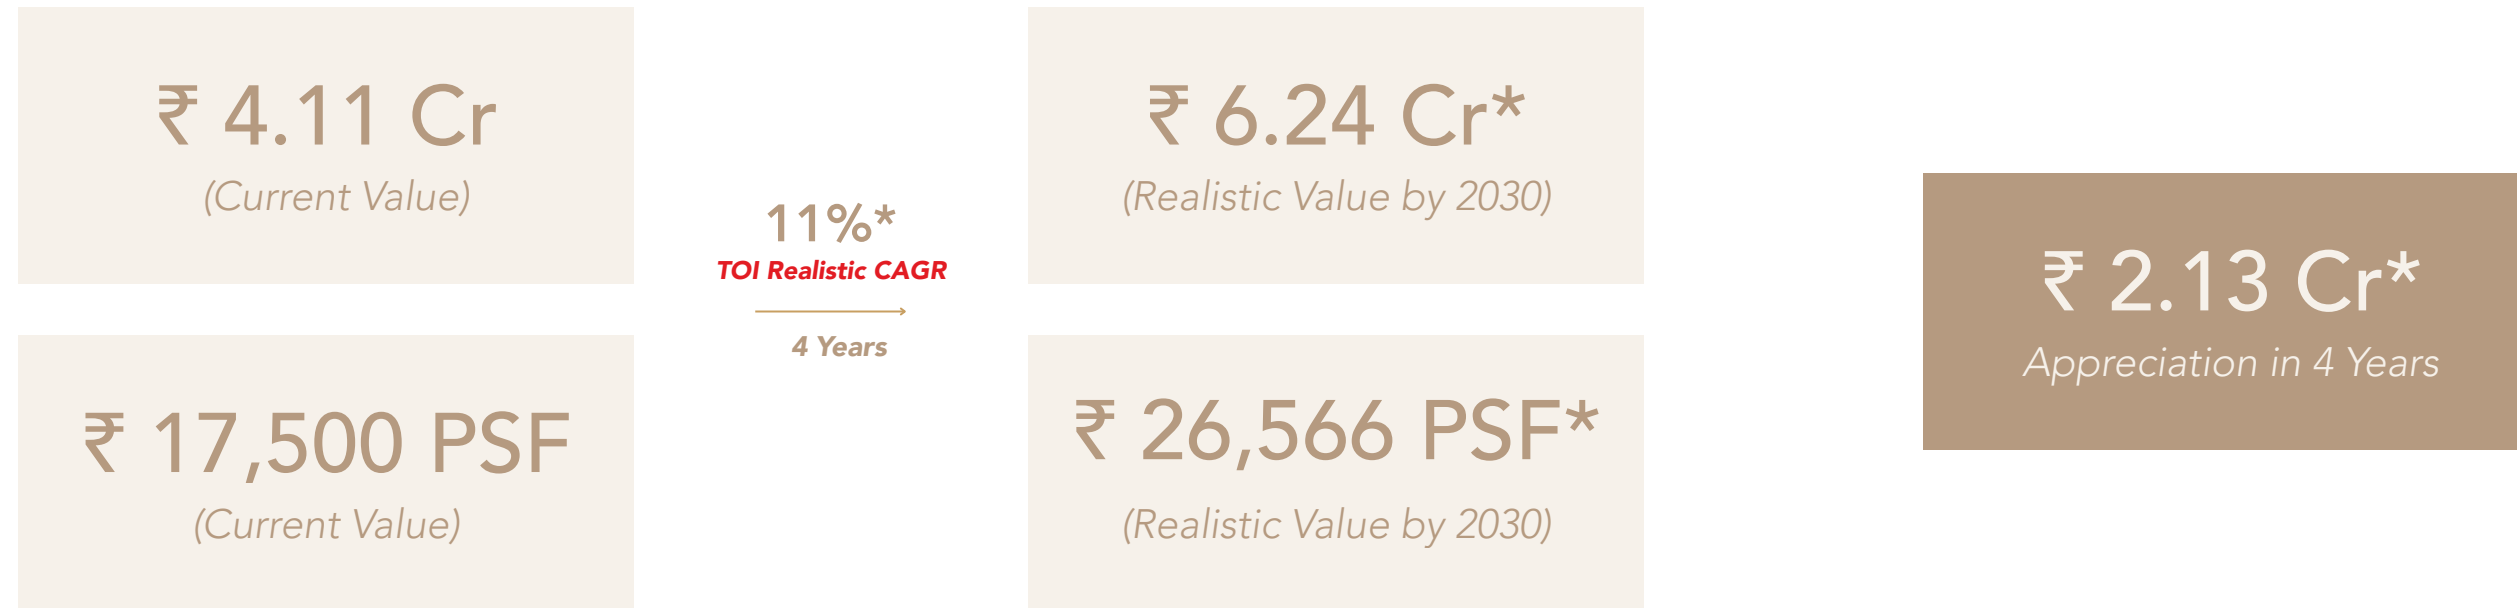 ₹ 4.11 Cr
(Current Value)
₹ 17,500 PSF
(Current Value)
11%*
TOI Realistic CAGR
4 Years
₹ 6.24 Cr*
(Realistic Value by 2030)
₹ 26,566 PSF*
(Realistic Value by 2030)
₹ 2.13 Cr*
Appreciation in 4 Years